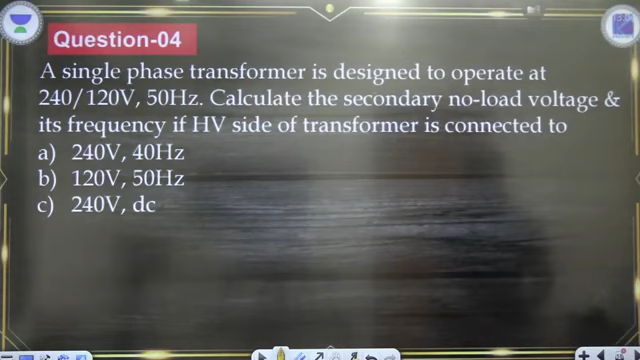 Question-04
A single phase transformer is designed to operate at
240/120V, 50Hz. Calculate the secondary no-load voltage &
its frequency if HV side of transformer is connected to
a) 240V, 40Hz
b) 120V, 50Hz
c) 240V, dc